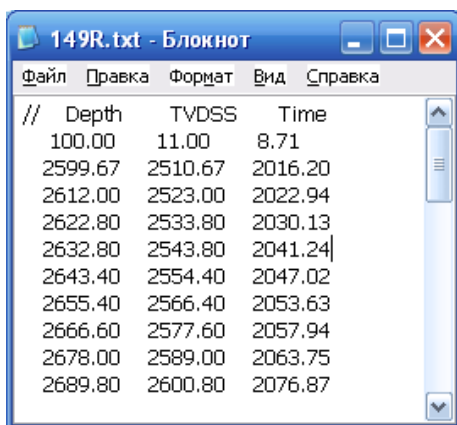 149R.txt - Блокнот
Файл Правка Формат Вид Справка
// Depth TVDSS Time
100.00 11.00 8.71
2599.67 2510.67 2016.20
2612.00 2523.00 2022.94
2622.80 2533.80 2030.13
2632.80 2543.80 2041.24
2643.40 2554.40 2047.02
2655.40 2566.40 2053.63
2666.60 2577.60 2057.94
2678.00 2589.00 2063.75
2689.80 2600.80 2076.87